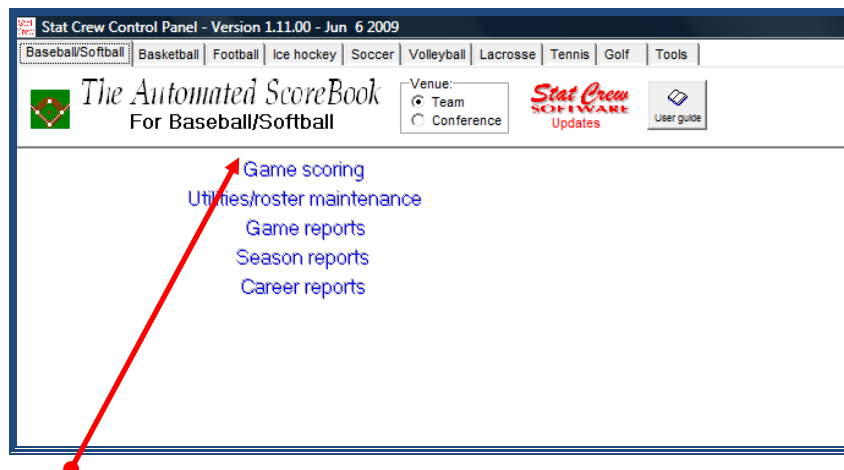 Stat Crew Control Panel - Version 1.11.00 - Jun 6 2009
Baseball/Softball Basketball Football Ice hockey Soccer Volleyball Lacrosse Tennis Golf Tools
The Automated ScoreBook
For Baseball/Softball
Venue:
Team
Conference
Stat Crew
SOFTWARE
Updates
User guide
Game scoring
Utilities/roster maintenance
Game reports
Season reports
Career reports